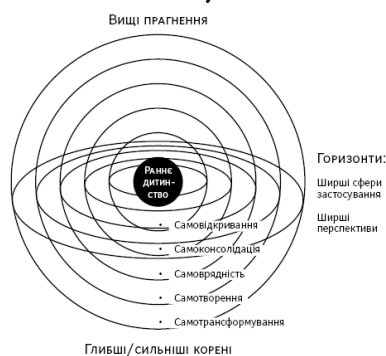 Вищі прагнення
Раннє
дитин-
ство
Горизонти:
Ширші сфери
застосування
Ширші
перспективи
• Самовідкривання
• Самоконсолідація
• Самоврядність
• Самотворення
• Самотрансформування
Глибші/сильніші корені